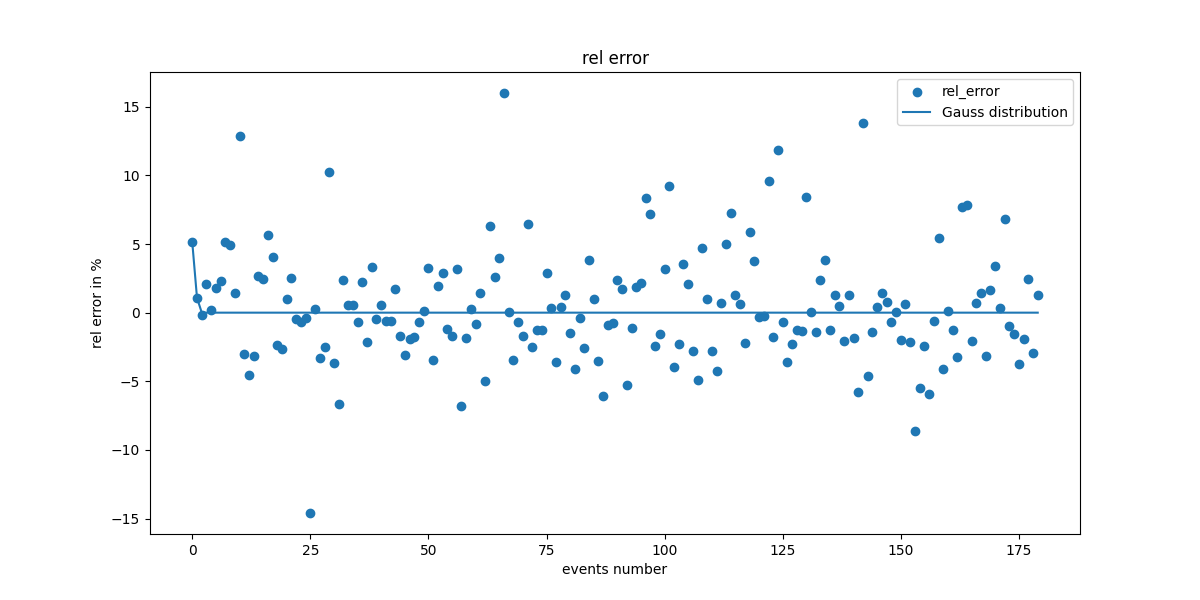 rel error
rel_error
Gauss distribution
15
10
5
0
−5
−10
−15
rel error in %
0 25 50 75 100 125 150 175
events number